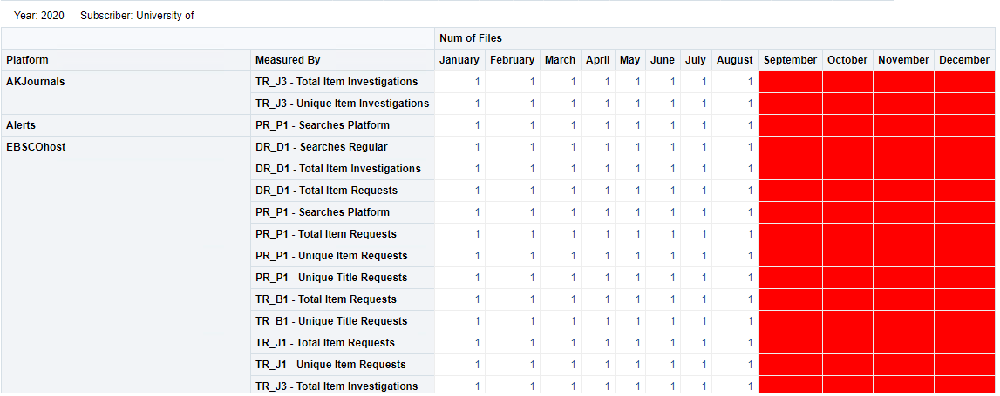 Year: 2020 Subscriber: University of
Num of Files
Platform Measured By January February March April May June July August September October November December
AKJournals TR_J3 - Total Item Investigations 1 1 1 1 1 1 1 1
TR_J3 - Unique Item Investigations 1 1 1 1 1 1 1 1
Alerts PR_P1 - Searches Platform 1 1 1 1 1 1 1 1
EBSCOhost DR_D1 - Searches Regular 1 1 1 1 1 1 1 1
DR_D1 - Total Item Investigations 1 1 1 1 1 1 1 1
DR_D1 - Total Item Requests 1 1 1 1 1 1 1 1
PR_P1 - Searches Platform 1 1 1 1 1 1 1 1
PR_P1 - Total Item Requests 1 1 1 1 1 1 1 1
PR_P1 - Unique Item Requests 1 1 1 1 1 1 1 1
PR_P1 - Unique Title Requests 1 1 1 1 1 1 1 1
TR_B1 - Total Item Requests 1 1 1 1 1 1 1 1
TR_B1 - Unique Title Requests 1 1 1 1 1 1 1 1
TR_J1 - Total Item Requests 1 1 1 1 1 1 1 1
TR_J1 - Unique Item Requests 1 1 1 1 1 1 1 1
TR_J3 - Total Item Investigations 1 1 1 1 1 1 1 1